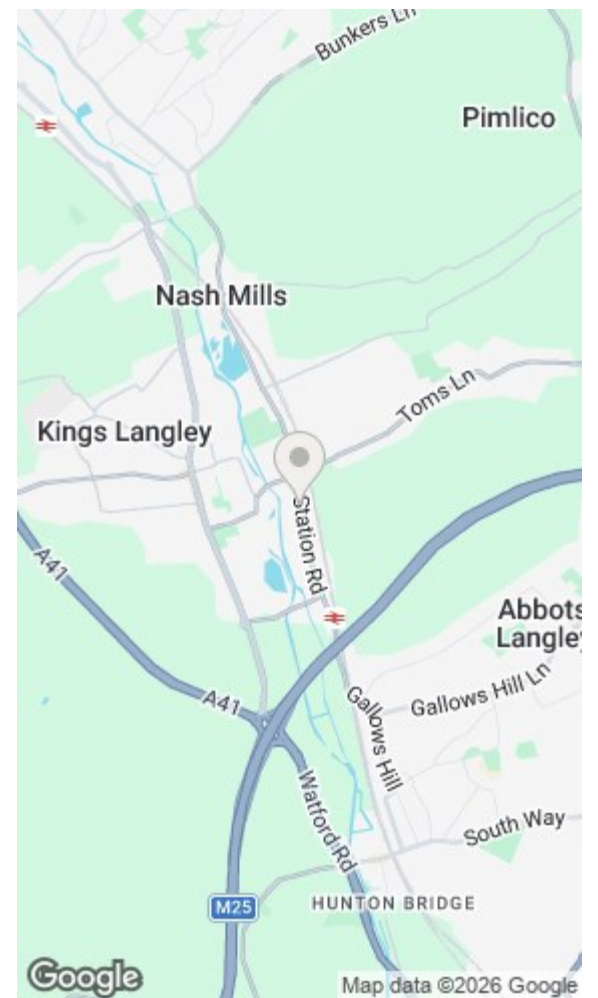 Bunkers Ln
Pimlico
Nash Mills
Toms Ln
Kings Langley
Station Rd
A41
Abbots
Langley
Gallows Hill Ln
A41
Gallows Hill
Watford Rd
South Way
M25
HUNTON BRIDGE
Google
Map data ©2026 Google